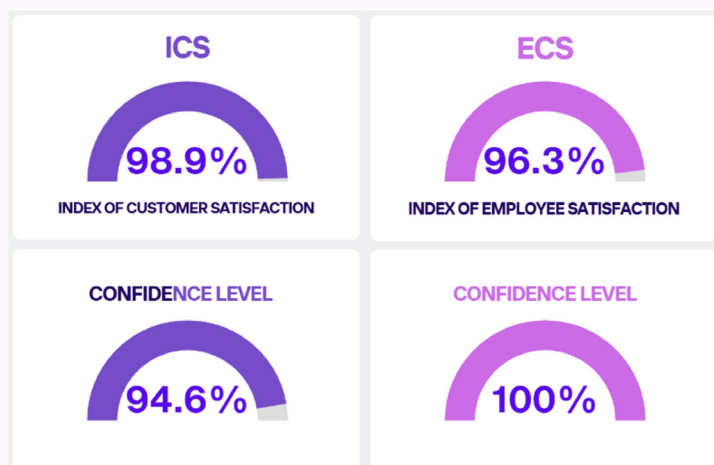 ICS
98.9%
INDEX OF CUSTOMER SATISFACTION
ECS
96.3%
INDEX OF EMPLOYEE SATISFACTION
CONFIDENCE LEVEL
94.6%
CONFIDENCE LEVEL
100%